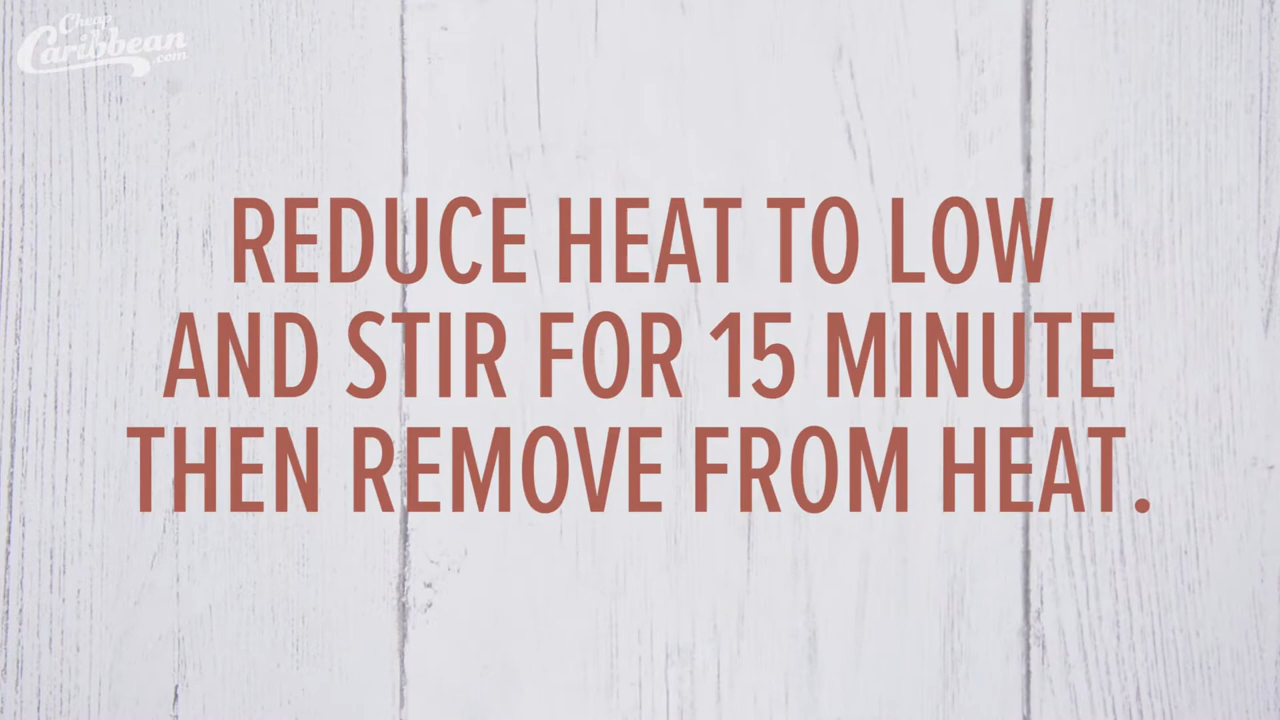 Cheap
Caribbean
.com
REDUCE HEAT TO LOW
AND STIR FOR 15 MINUTE
THEN REMOVE FROM HEAT.